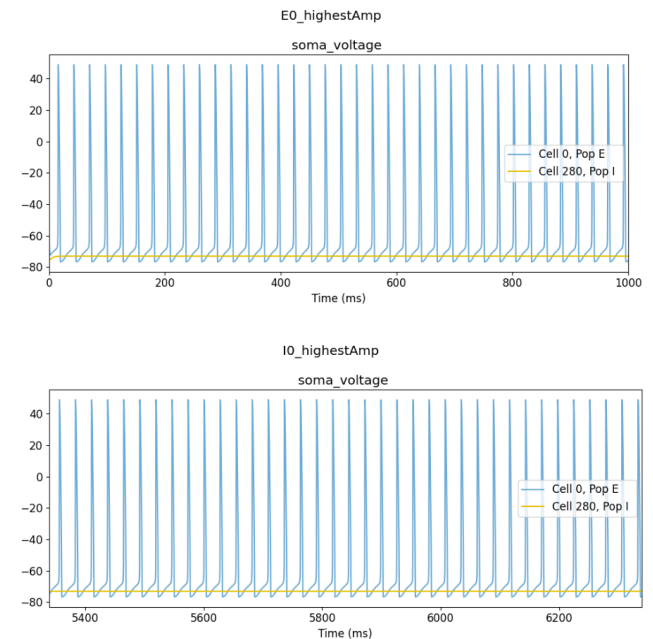 E0_highestAmp
soma_voltage
40
20
0
−20
−40
−60
−80
Cell 0, Pop E
Cell 280, Pop I
0 200 400 600 800 1000
Time (ms)
I0_highestAmp
soma_voltage
40
20
0
−20
−40
−60
−80
Cell 0, Pop E
Cell 280, Pop I
5400 5600 5800 6000 6200
Time (ms)